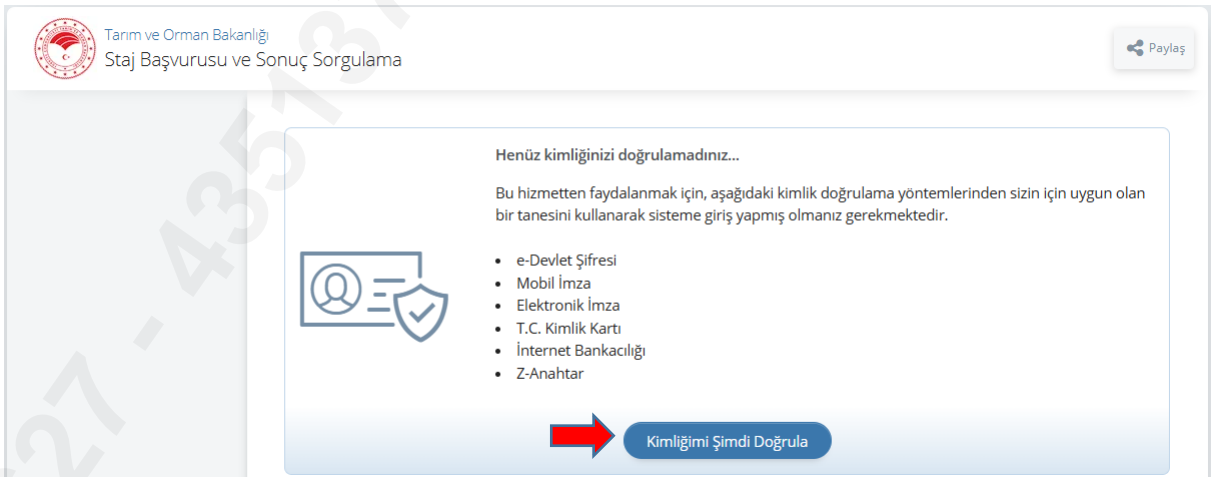 Tarım ve Orman Bakanlığı
Staj Başvurusu ve Sonuç Sorgulama
Paylaş
Henüz kimliğinizi doğrulamadınız...
Bu hizmetten faydalanmak için, aşağıdaki kimlik doğrulama yöntemlerinden sizin için uygun olan
bir tanesini kullanarak sisteme giriş yapmış olmanız gerekmektedir.
• e-Devlet Şifresi
• Mobil İmza
• Elektronik İmza
• T.C. Kimlik Kartı
• İnternet Bankacılığı
• Z-Anahtar
Kimliğimi Şimdi Doğrula